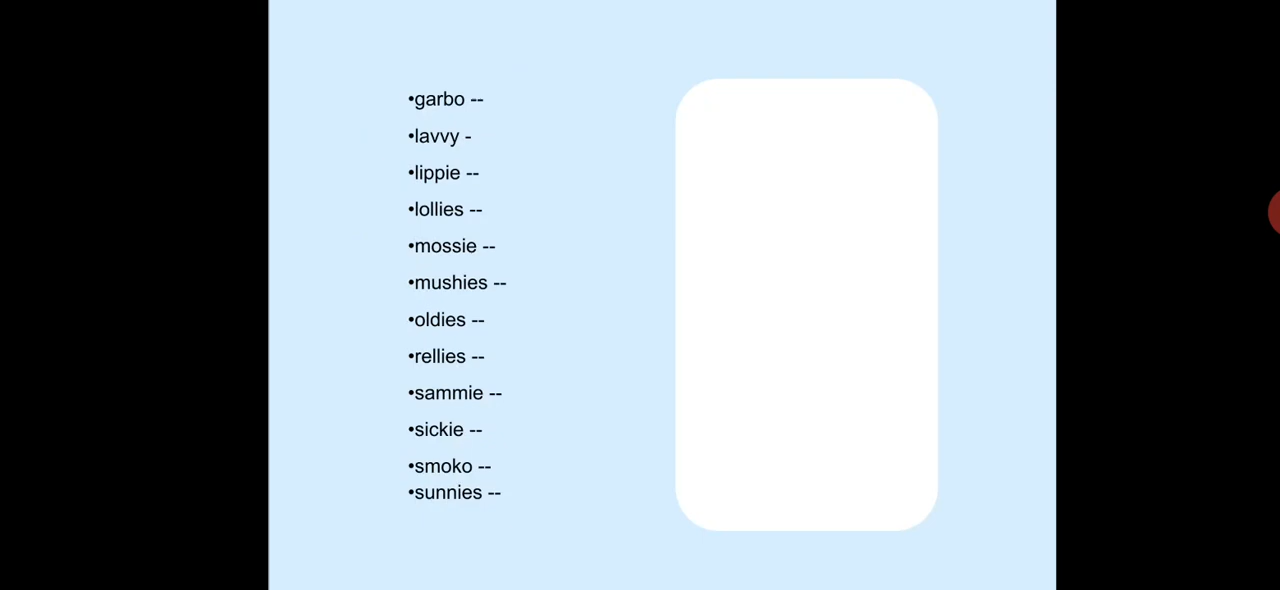 •garbo --
•lavvy -
•lippie --
•lollies --
•mossie --
•mushies --
•oldies --
•rellies --
•sammie --
•sickie --
•smoko --
•sunnies --